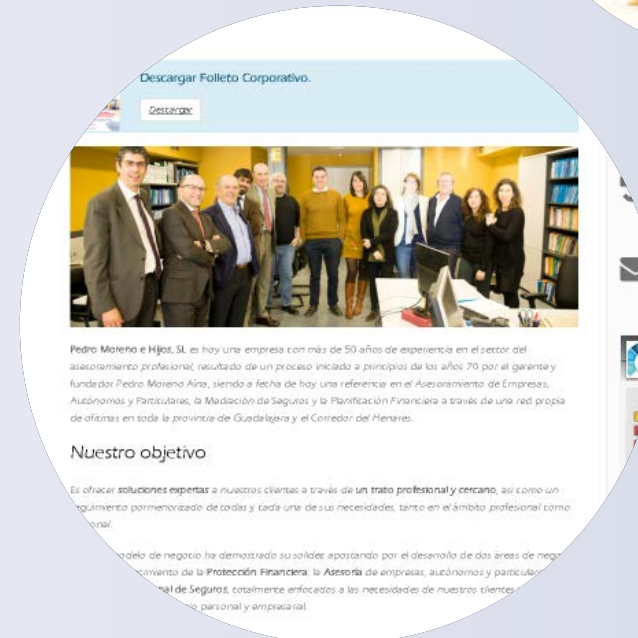 Descargar Folleto Corporativo.
Descargar
Pedro Moreno e Hijos, SL es hoy una empresa con más de 50 años de experiencia en el sector del
asesoramiento profesional, resultado de un proceso iniciado a principios de los años 70 por el gerente y
fundador Pedro Moreno Aina, siendo a fecha de hoy una referencia en el Asesoramiento de Empresas,
Autónomos y Particulares, la Mediación de Seguros y la Planificación Financiera a través de una red propia
de oficinas en toda la provincia de Guadalajara y el Corredor del Henares.
Nuestro objetivo
Es ofrecer soluciones expertas a nuestros clientes a través de un trato profesional y cercano, así como un
seguimiento pormenorizado de todas y cada una de sus necesidades, tanto en el ámbito profesional como
onal.
odelo de negocio ha demostrado su solidez apostando por el desarrollo de dos áreas de nego
imiento de la Protección Financiera: la Asesoría de empresas, autónomos y particular
nal de Seguros, totalmente enfocados a las necesidades de nuestros clientes
personal y empresarial.